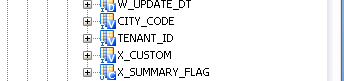 W_UPDATE_DT
CITY_CODE
TENANT_ID
X_CUSTOM
X_SUMMARY_FLAG